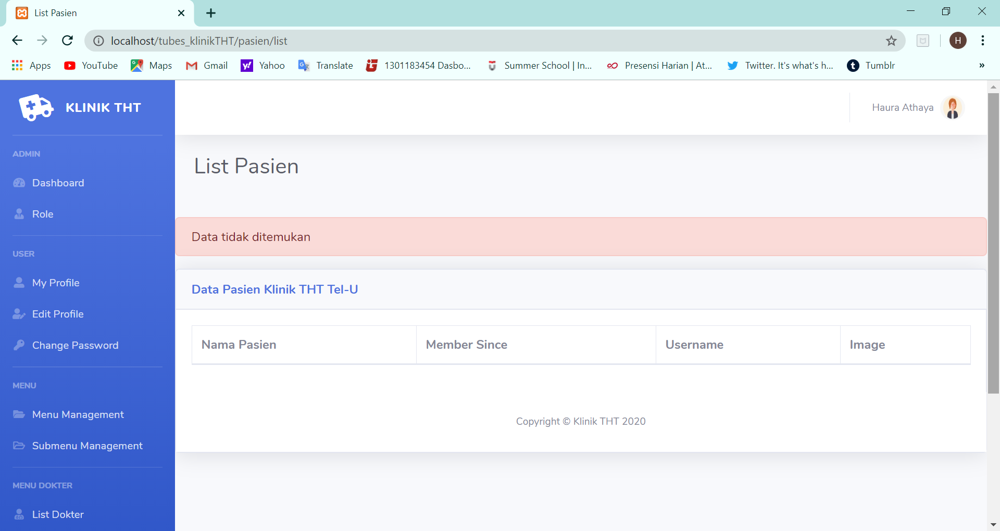 List Pasien
localhost/tubes_klinikTHT/pasien/list
H
Apps YouTube Maps Gmail Yahoo Translate 1301183454 Dasbo... Summer School | In... Presensi Harian | At... Twitter. It's what's h... Tumblr »
KLINIK THT
Haura Athaya
ADMIN
Dashboard
Role
USER
My Profile
Edit Profile
Change Password
MENU
Menu Management
Submenu Management
MENU DOKTER
List Dokter
List Pasien
Data tidak ditemukan
Data Pasien Klinik THT Tel-U
Nama Pasien Member Since Username Image
Copyright © Klinik THT 2020